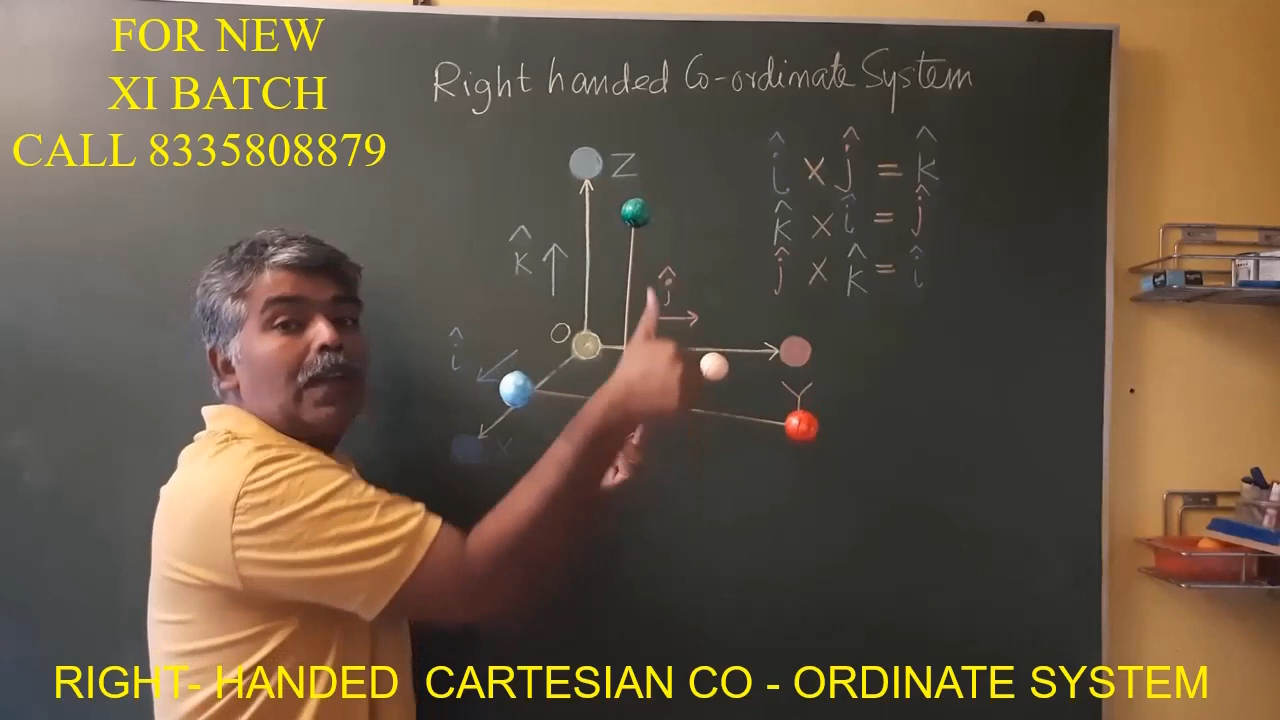 FOR NEW
XI BATCH
CALL 8335808879
Right handed Co-ordinate System
Z
k̂
O
ĵ
î
Y
X
î x ĵ = k̂
k̂ x î = ĵ
ĵ x k̂ = î
RIGHT- HANDED CARTESIAN CO - ORDINATE SYSTEM